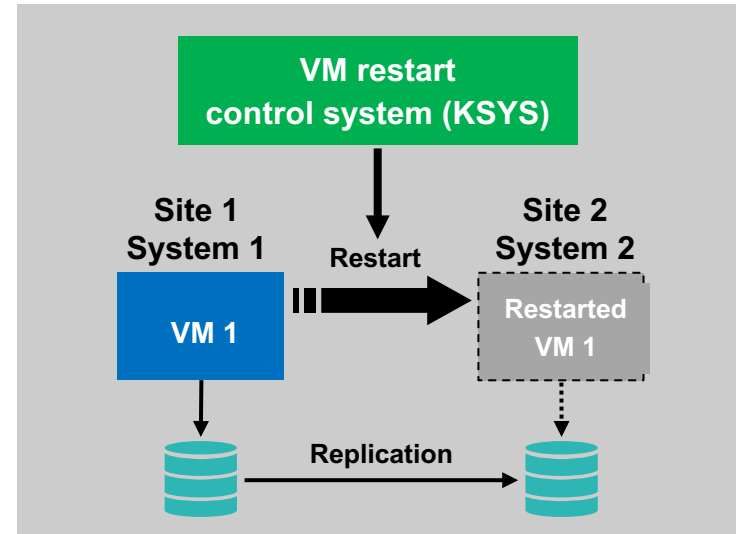 VM restart
control system (KSYS)
Site 1
System 1
Site 2
System 2
Restart
VM 1
Restarted
VM 1
Replication